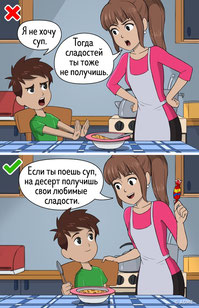 Я не хочу
суп.
Тогда
сладостей
ты тоже
не получишь.
Если ты поешь суп,
на десерт получишь
свои любимые
сладости.